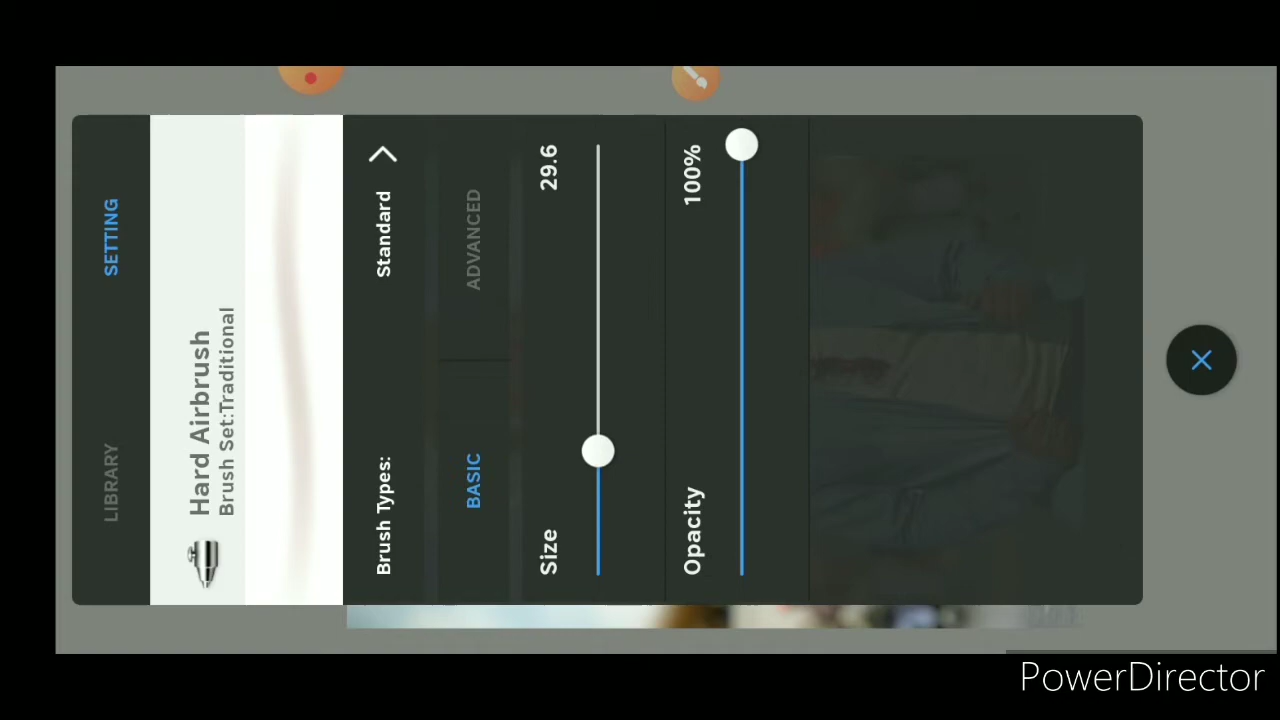 LIBRARY SETTING
Hard Airbrush
Brush Set:Traditional
Brush Types: Standard
BASIC ADVANCED
Size 29.6
Opacity 100%
PowerDirector